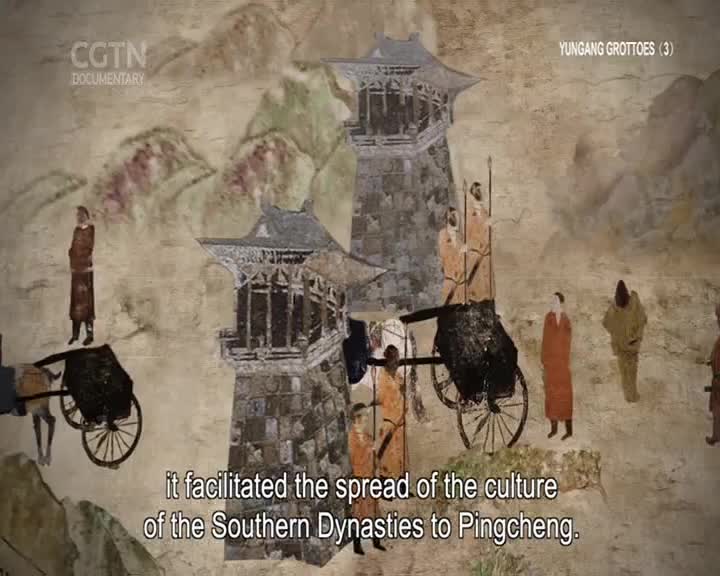 CGTN
DOCUMENTARY
YUNGANG GROTTOES (3)
it facilitated the spread of the culture
of the Southern Dynasties to Pingcheng.